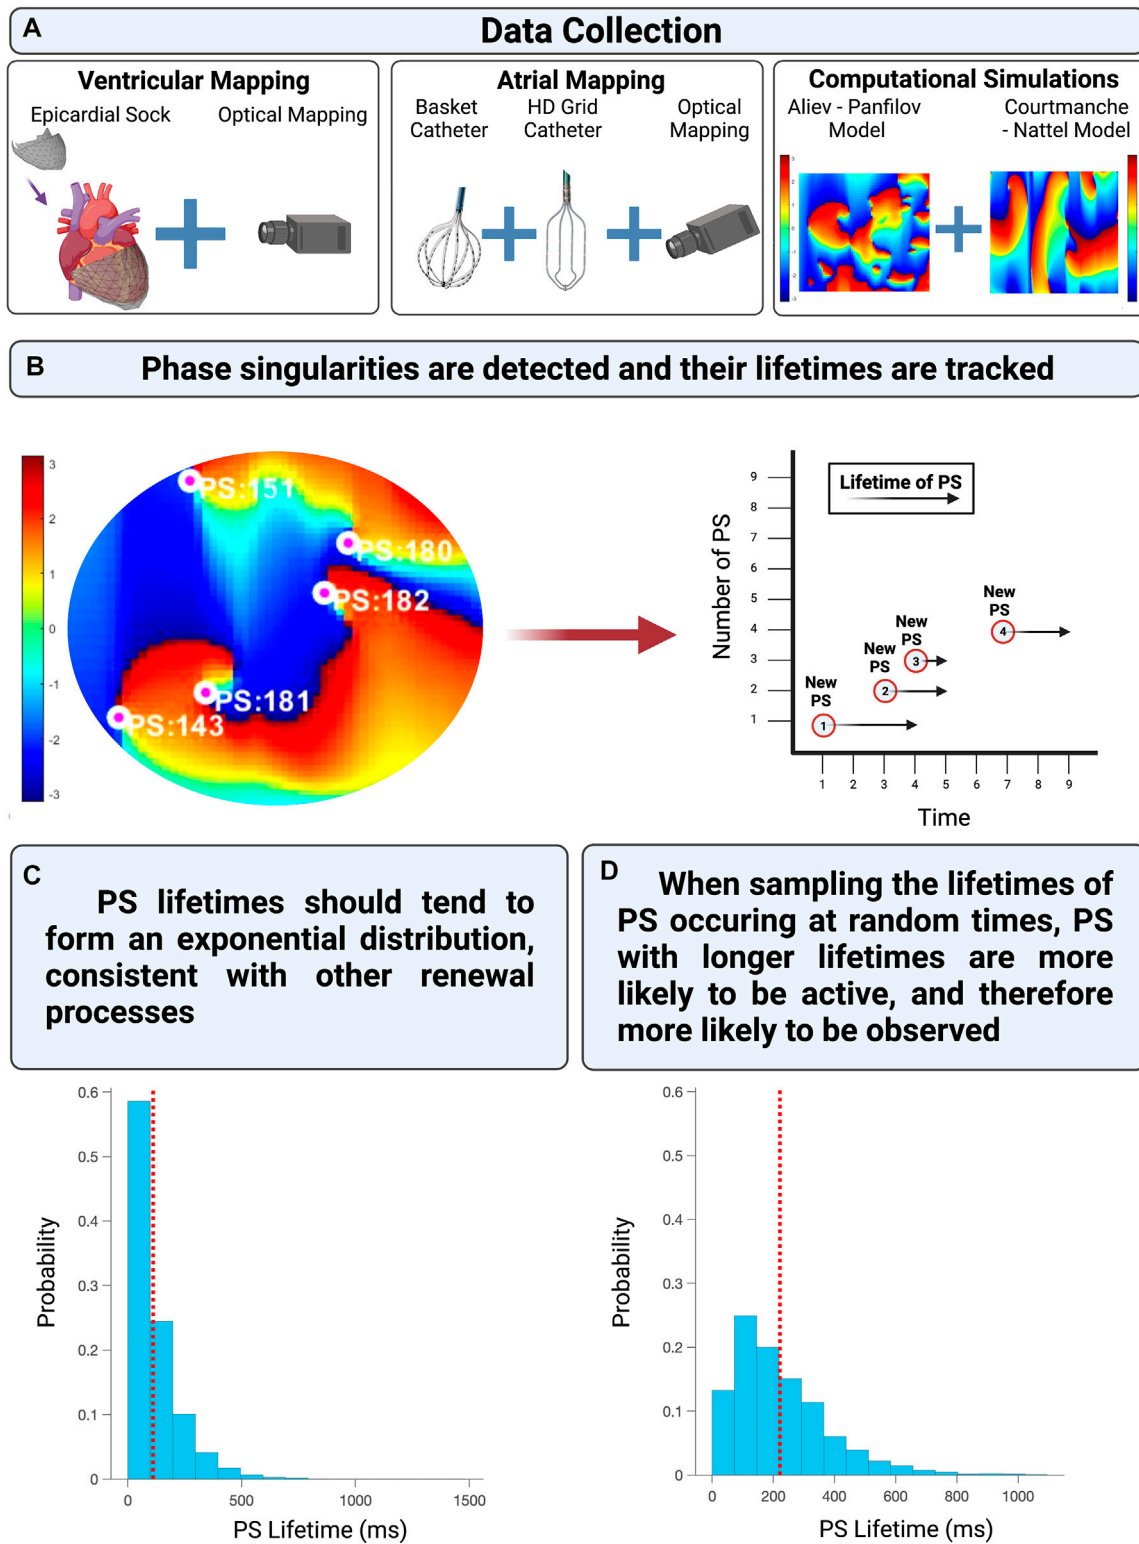 A
Data Collection
Ventricular Mapping
Epicardial Sock
Optical Mapping
Atrial Mapping
Basket
Catheter
HD Grid
Catheter
Optical
Mapping
Computational Simulations
Aliev - Panfilov
Model
Courtmanche
- Nattel Model
3
2
1
0
-1
-2
-3
B
Phase singularities are detected and their lifetimes are tracked
3
2
1
0
-1
-2
-3
PS:151
PS:180
PS:182
PS:181
PS:143
Number of PS
9
8
7
6
5
4
3
2
1
Lifetime of PS
New
PS
4
New
PS
3
New
PS
2
New
PS
1
1 2 3 4 5 6 7 8 9
Time
C
PS lifetimes should tend to
form an exponential distribution,
consistent with other renewal
processes
D
When sampling the lifetimes of
PS occuring at random times, PS
with longer lifetimes are more
likely to be active, and therefore
more likely to be observed
Probability
0.6
0.5
0.4
0.3
0.2
0.1
0
0 500 1000 1500
PS Lifetime (ms)
Probability
0.6
0.5
0.4
0.3
0.2
0.1
0
0 200 400 600 800 1000
PS Lifetime (ms)